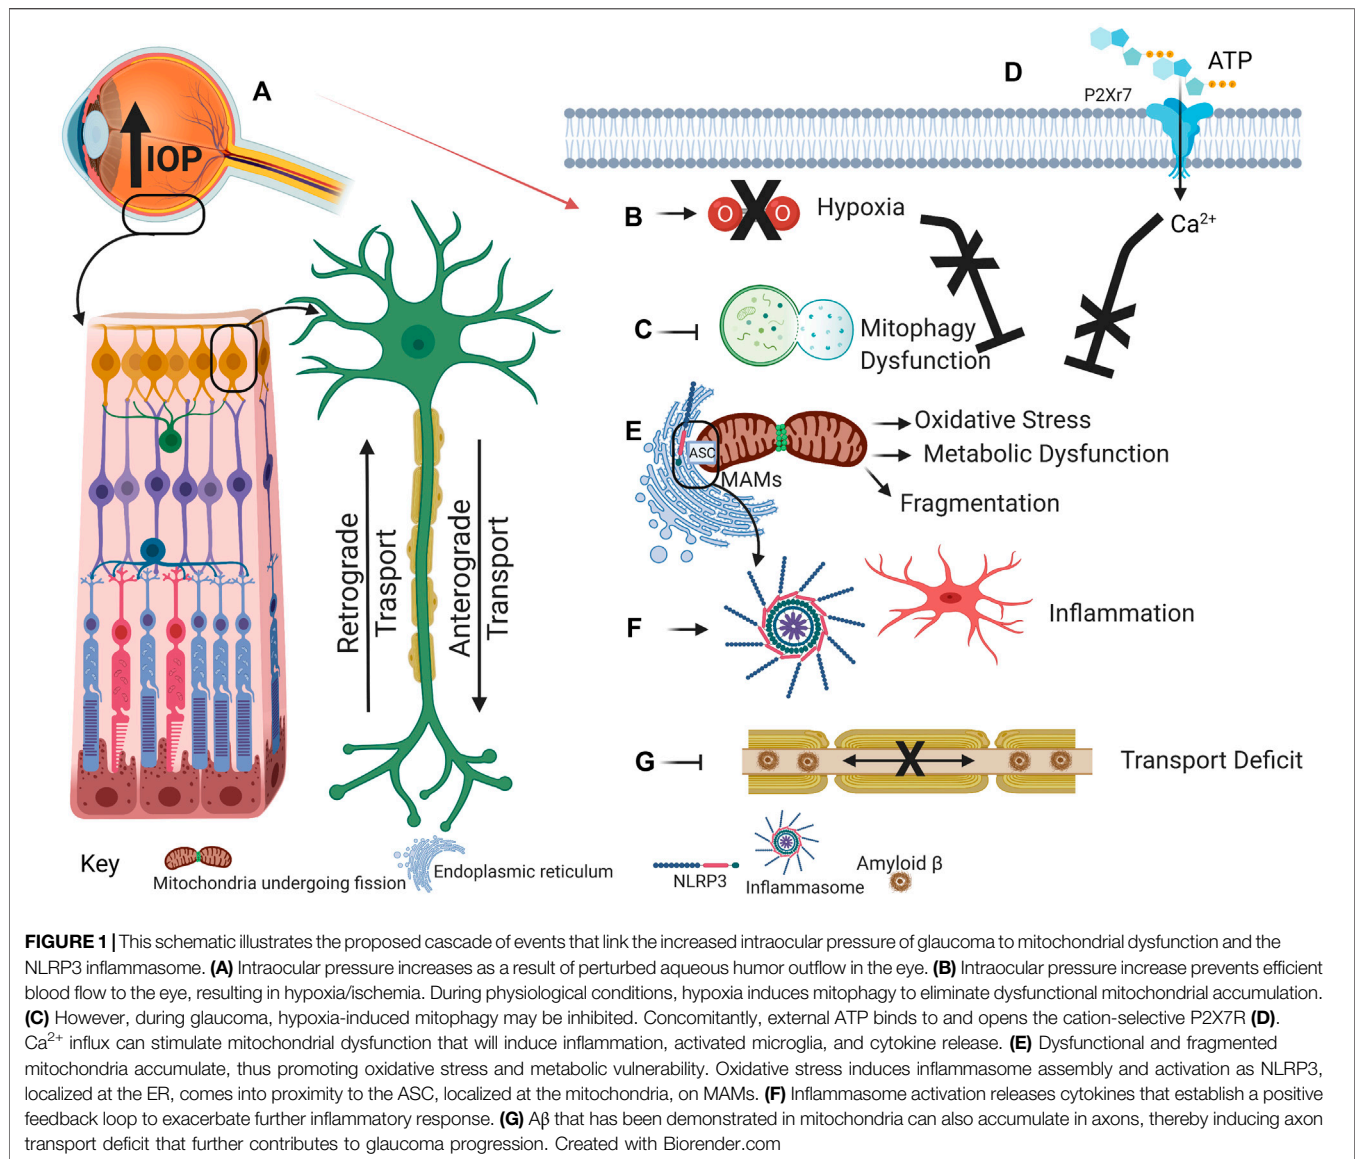 A
IOP
D
ATP
P2Xr7
B
O
O
Hypoxia
Ca²⁺
C
Mitophagy
Dysfunction
E
ASC
MAMs
Oxidative Stress
Metabolic Dysfunction
Fragmentation
Retrograde
Trasport
Anterograde
Transport
F
Inflammation
G
X
Transport Deficit
Key
Mitochondria undergoing fission
Endoplasmic reticulum
NLRP3
Inflammasome
Amyloid β
FIGURE 1 | This schematic illustrates the proposed cascade of events that link the increased intraocular pressure of glaucoma to mitochondrial dysfunction and the
NLRP3 inflammasome. (A) Intraocular pressure increases as a result of perturbed aqueous humor outflow in the eye. (B) Intraocular pressure increase prevents efficient
blood flow to the eye, resulting in hypoxia/ischemia. During physiological conditions, hypoxia induces mitophagy to eliminate dysfunctional mitochondrial accumulation.
(C) However, during glaucoma, hypoxia-induced mitophagy may be inhibited. Concomitantly, external ATP binds to and opens the cation-selective P2X7R (D).
Ca²⁺ influx can stimulate mitochondrial dysfunction that will induce inflammation, activated microglia, and cytokine release. (E) Dysfunctional and fragmented
mitochondria accumulate, thus promoting oxidative stress and metabolic vulnerability. Oxidative stress induces inflammasome assembly and activation as NLRP3,
localized at the ER, comes into proximity to the ASC, localized at the mitochondria, on MAMs. (F) Inflammasome activation releases cytokines that establish a positive
feedback loop to exacerbate further inflammatory response. (G) Aβ that has been demonstrated in mitochondria can also accumulate in axons, thereby inducing axon
transport deficit that further contributes to glaucoma progression. Created with Biorender.com